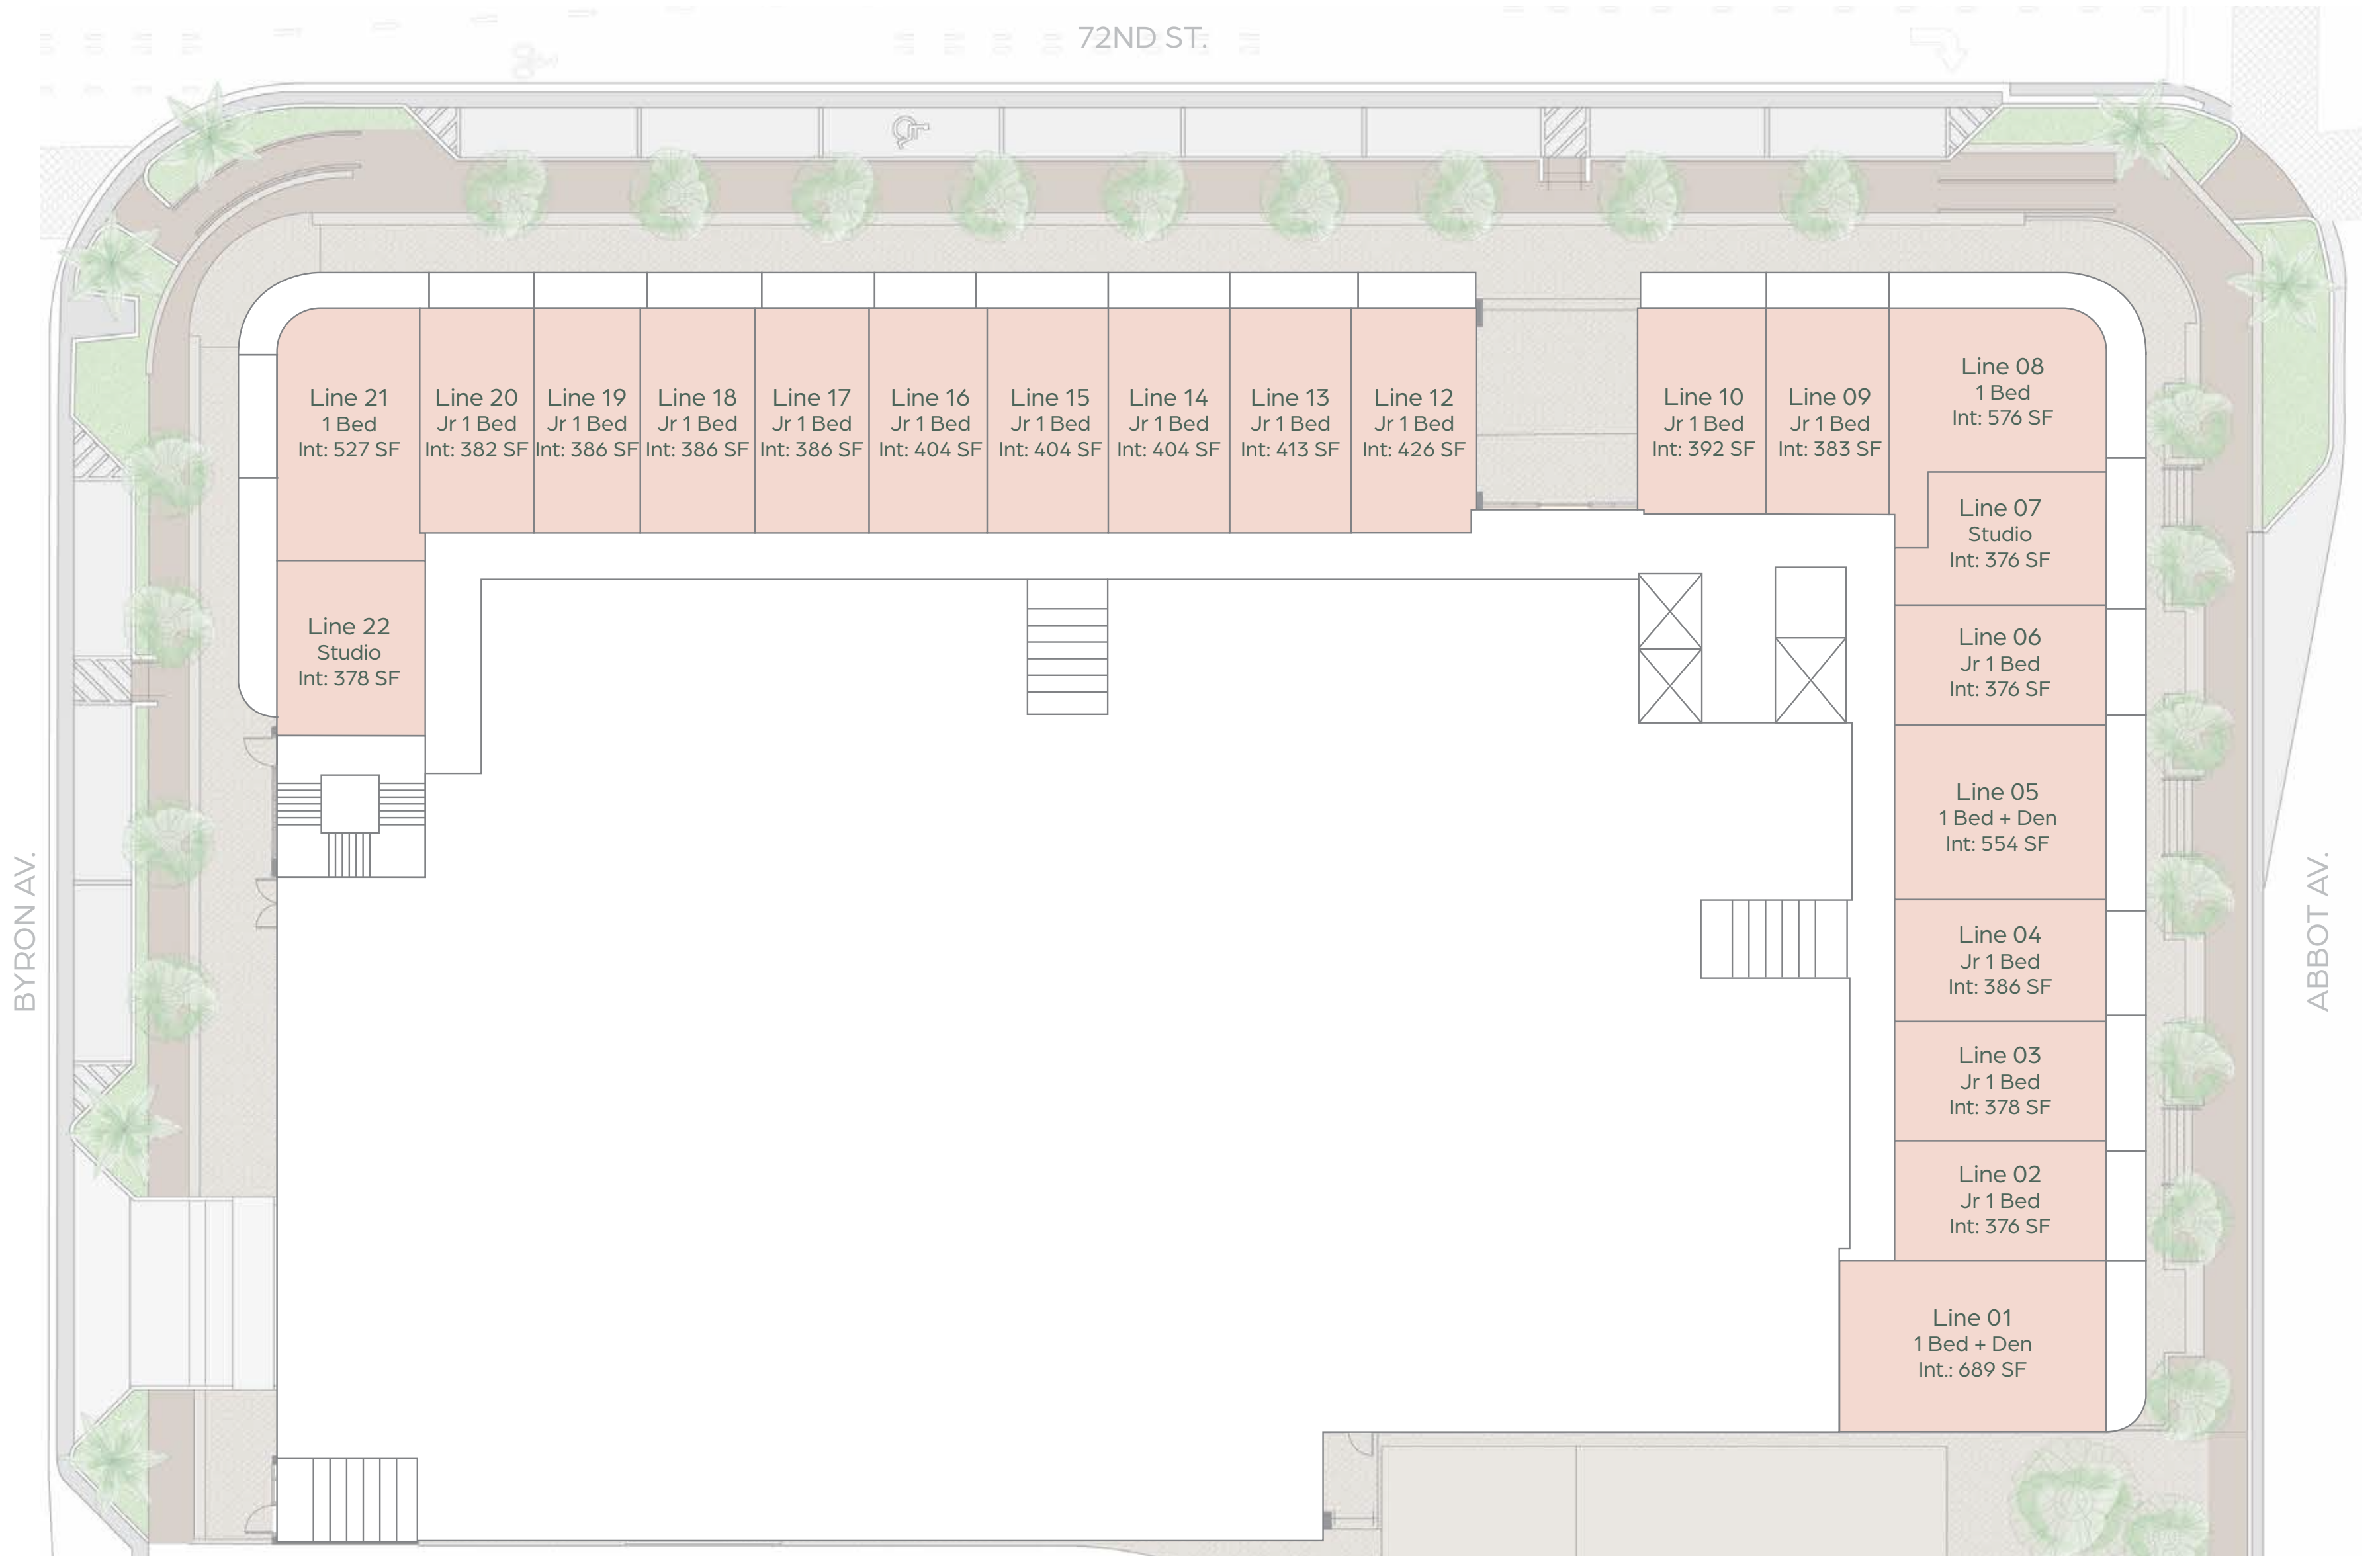 72ND ST.
Line 21
1 Bed
Int: 527 SF
Line 20
Jr 1 Bed
Int: 382 SF
Line 19
Jr 1 Bed
Int: 386 SF
Line 18
Jr 1 Bed
Int: 386 SF
Line 17
Jr 1 Bed
Int: 386 SF
Line 16
Jr 1 Bed
Int: 404 SF
Line 15
Jr 1 Bed
Int: 404 SF
Line 14
Jr 1 Bed
Int: 404 SF
Line 13
Jr 1 Bed
Int: 413 SF
Line 12
Jr 1 Bed
Int: 426 SF
Line 10
Jr 1 Bed
Int: 392 SF
Line 09
Jr 1 Bed
Int: 383 SF
Line 08
1 Bed
Int: 576 SF
Line 07
Studio
Int: 376 SF
Line 22
Studio
Int: 378 SF
Line 06
Jr 1 Bed
Int: 376 SF
Line 05
1 Bed + Den
Int: 554 SF
Line 04
Jr 1 Bed
Int: 386 SF
Line 03
Jr 1 Bed
Int: 378 SF
Line 02
Jr 1 Bed
Int: 376 SF
Line 01
1 Bed + Den
Int.: 689 SF
BYRON AV.
ABBOT AV.